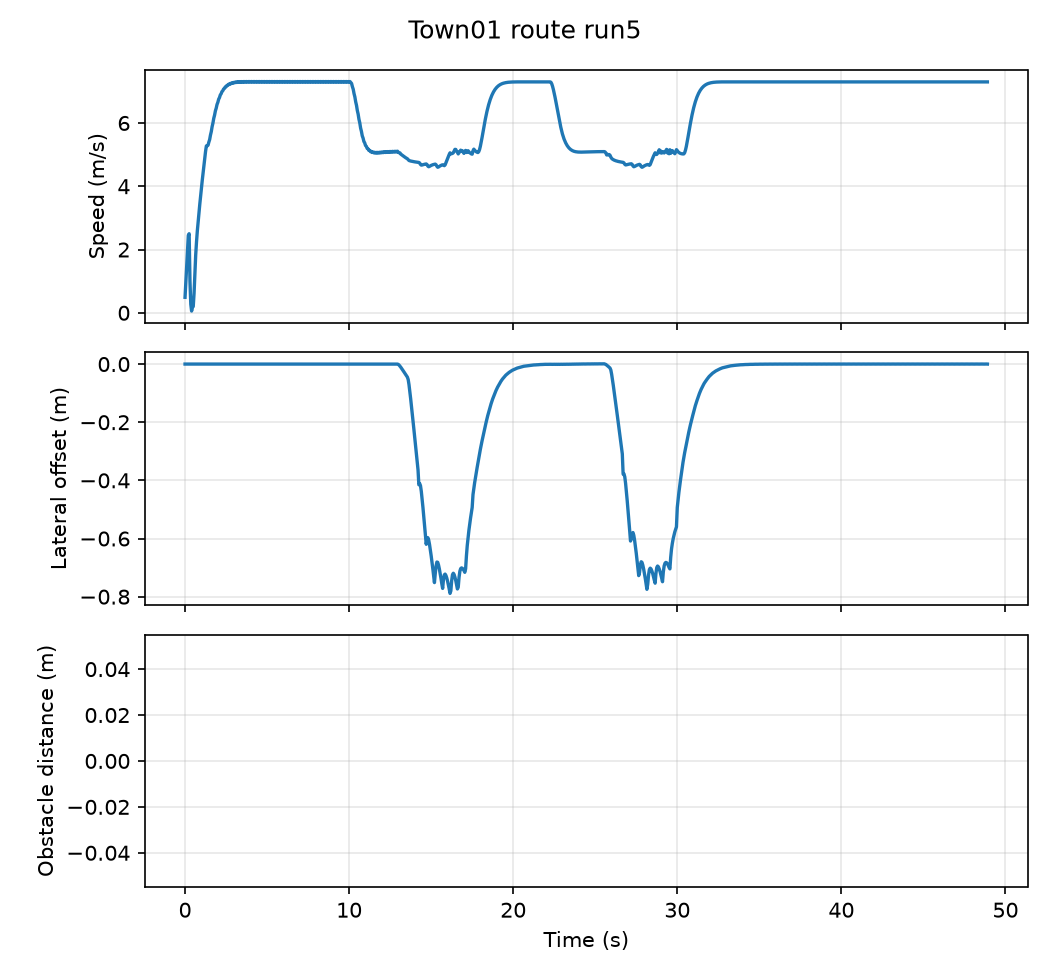 Town01 route run5
Speed (m/s)
6
4
2
0
Lateral offset (m)
0.0
−0.2
−0.4
−0.6
−0.8
Obstacle distance (m)
0.04
0.02
0.00
−0.02
−0.04
0 10 20 30 40 50
Time (s)